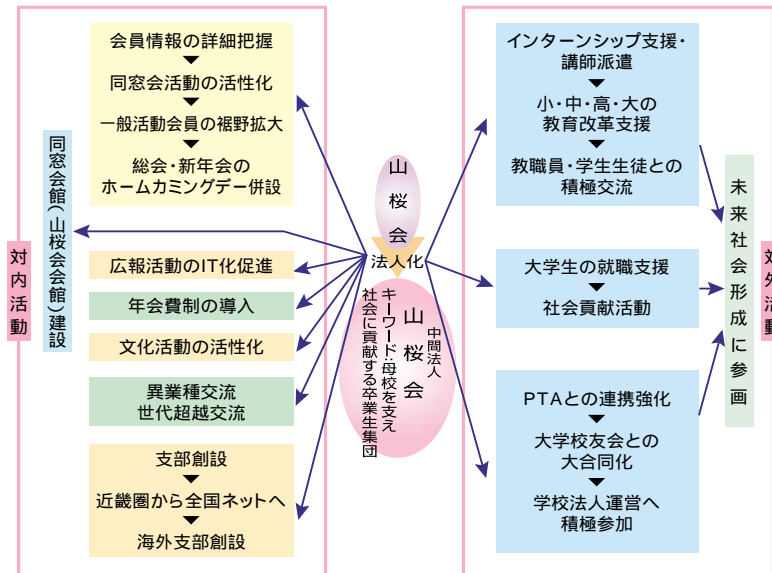 対内活動
同窓会館(山桜会会館)建設
会員情報の詳細把握
同窓会活動の活性化
一般活動会員の裾野拡大
総会・新年会の
ホームカミングデー併設
広報活動のIT化促進
年会費制の導入
文化活動の活性化
異業種交流
世代超越交流
支部創設
近畿圏から全国ネットへ
海外支部創設
山桜会
法人化
中間法人
山桜会
キーワード:母校を支え
社会に貢献する卒業生集団
インターンシップ支援・
講師派遣
小・中・高・大の
教育改革支援
教職員・学生生徒との
積極交流
大学生の就職支援
社会貢献活動
PTAとの連携強化
大学校友会との
大合同化
学校法人運営へ
積極参加
未来社会形成に参画
対外活動